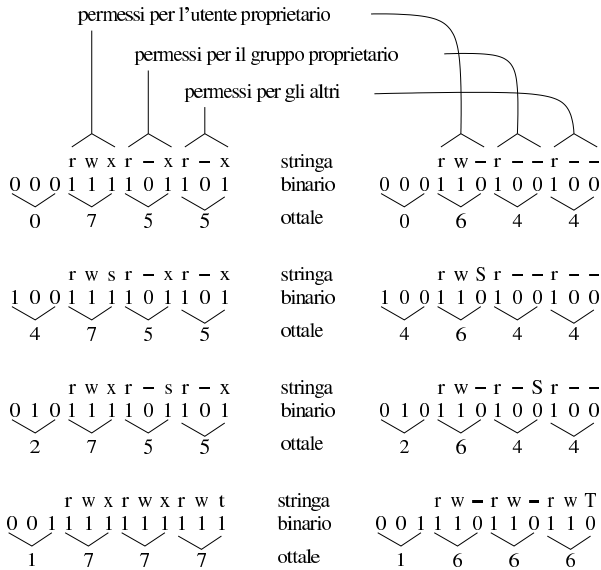 permessi per l'utente proprietario
permessi per il gruppo proprietario
permessi per gli altri
r w x r – x r – x stringa r w – r – – r – –
0 0 0 1 1 1 1 0 1 1 0 1 binario 0 0 0 1 1 0 1 0 0 1 0 0
0 7 5 5 ottale 0 6 4 4
r w s r – x r – x stringa r w S r – – r – –
1 0 0 1 1 1 1 0 1 1 0 1 binario 1 0 0 1 1 0 1 0 0 1 0 0
4 7 5 5 ottale 4 6 4 4
r w x r – s r – x stringa r w – r – S r – –
0 1 0 1 1 1 1 0 1 1 0 1 binario 0 1 0 1 1 0 1 0 0 1 0 0
2 7 5 5 ottale 2 6 4 4
r w x r w x r w t stringa r w – r w – r w T
0 0 1 1 1 1 1 1 1 1 1 1 binario 0 0 1 1 1 0 1 1 0 1 1 0
1 7 7 7 ottale 1 6 6 6